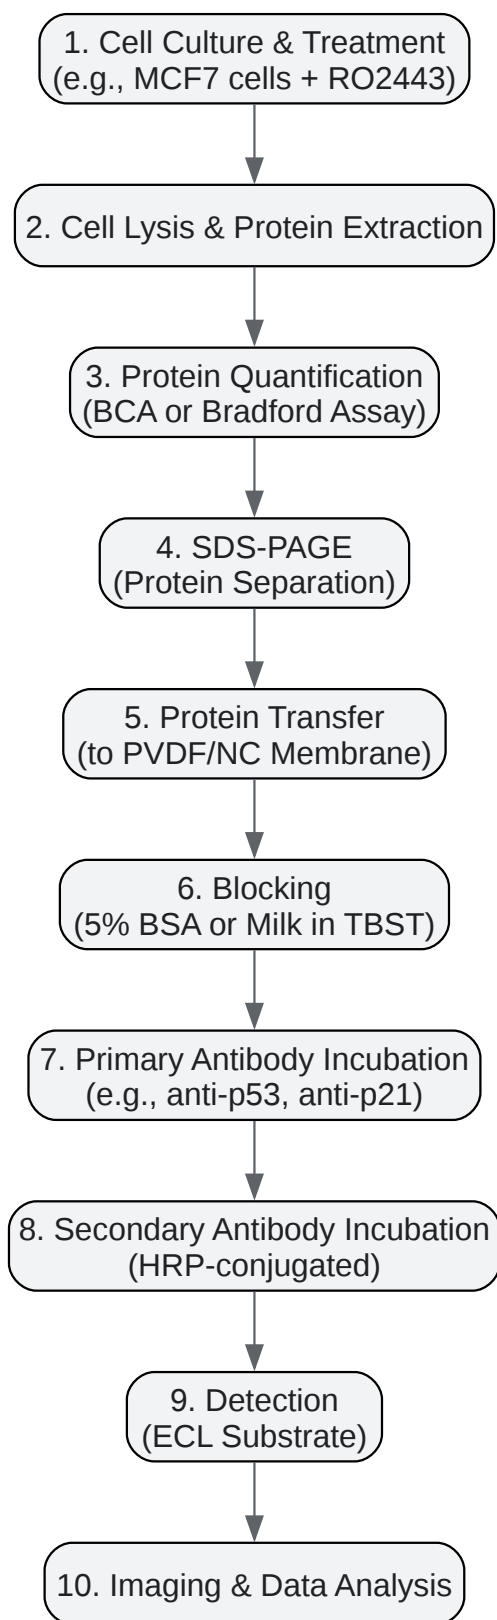 1. Cell Culture & Treatment
(e.g., MCF7 cells + RO2443)
2. Cell Lysis & Protein Extraction
3. Protein Quantification
(BCA or Bradford Assay)
4. SDS-PAGE
(Protein Separation)
5. Protein Transfer
(to PVDF/NC Membrane)
6. Blocking
(5% BSA or Milk in TBST)
7. Primary Antibody Incubation
(e.g., anti-p53, anti-p21)
8. Secondary Antibody Incubation
(HRP-conjugated)
9. Detection
(ECL Substrate)
10. Imaging & Data Analysis